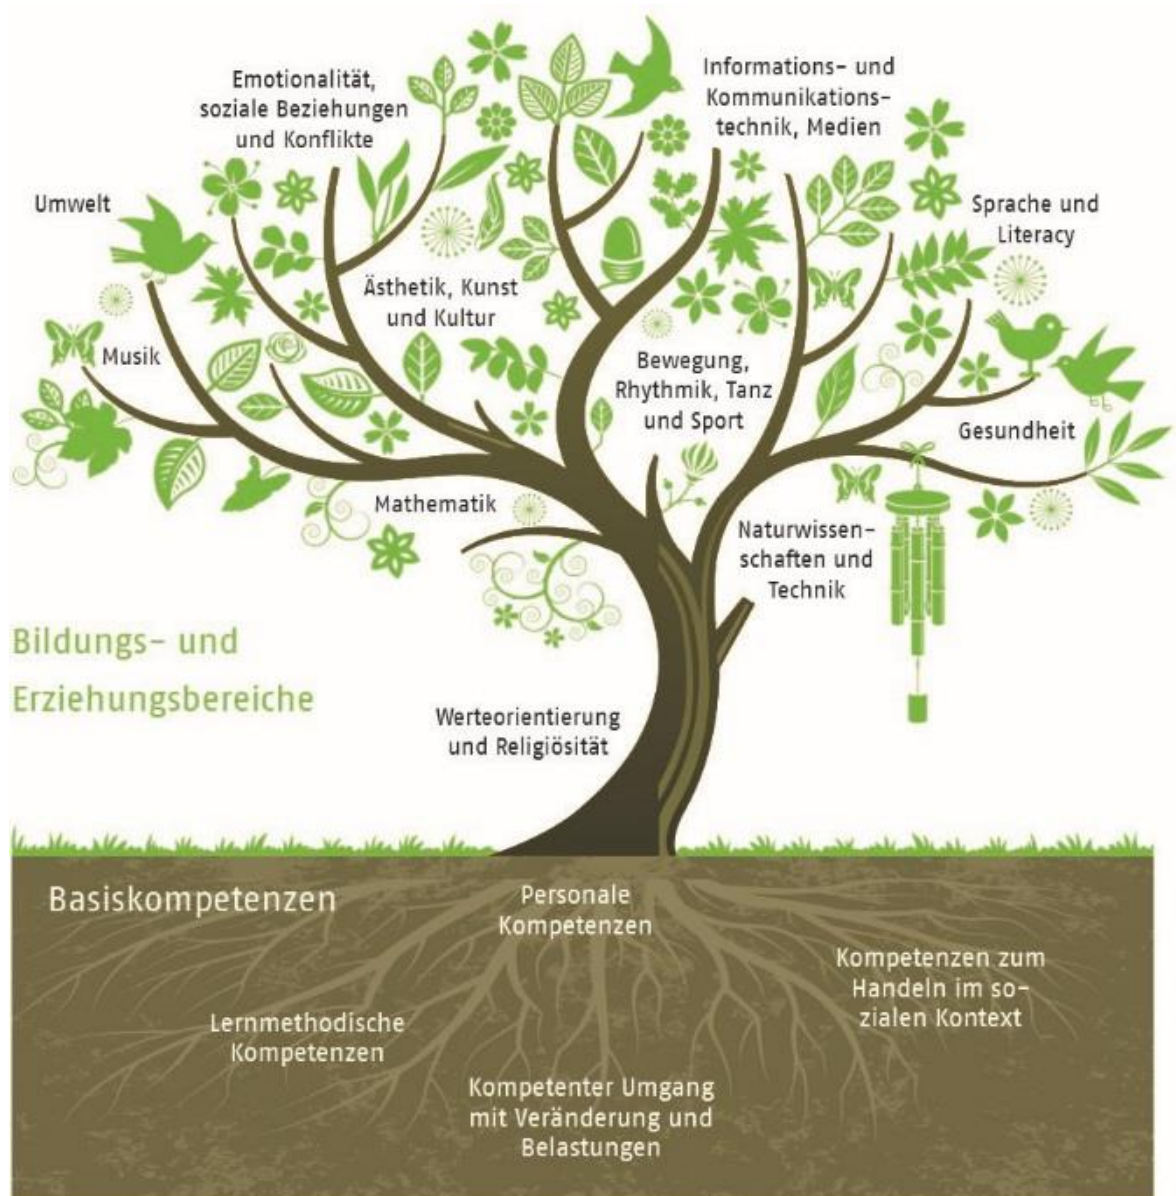 Emotionalität,
soziale Beziehungen
und Konflikte
Informations- und
Kommunikations-
technik, Medien
Umwelt
Sprache und
Literacy
Ästhetik, Kunst
und Kultur
Musik
Bewegung,
Rhythmik, Tanz
und Sport
Gesundheit
Mathematik
Naturwissen-
schaften und
Technik
Bildungs- und
Erziehungsbereiche
Werteorientierung
und Religiösität
Basiskompetenzen
Personale
Kompetenzen
Kompetenzen zum
Handeln im so-
zialen Kontext
Lernmethodische
Kompetenzen
Kompetenter Umgang
mit Veränderung und
Belastungen